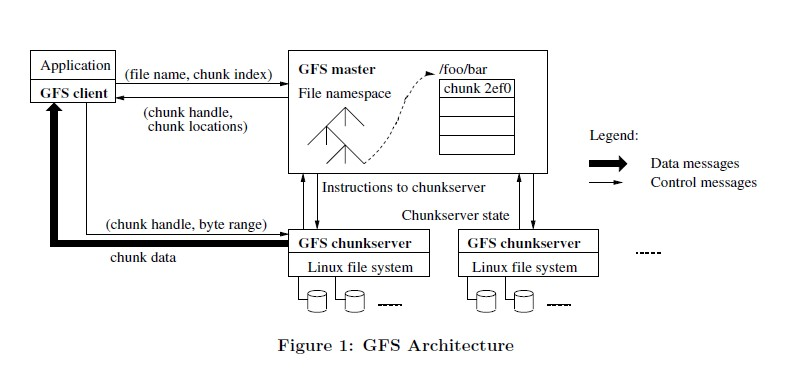 Application
GFS client
(file name, chunk index)
(chunk handle,
chunk locations)
GFS master
File namespace
/foo/bar
chunk 2ef0
Legend:
Data messages
Control messages
Instructions to chunkserver
Chunkserver state
(chunk handle, byte range)
chunk data
GFS chunkserver
Linux file system
GFS chunkserver
Linux file system
Figure 1: GFS Architecture